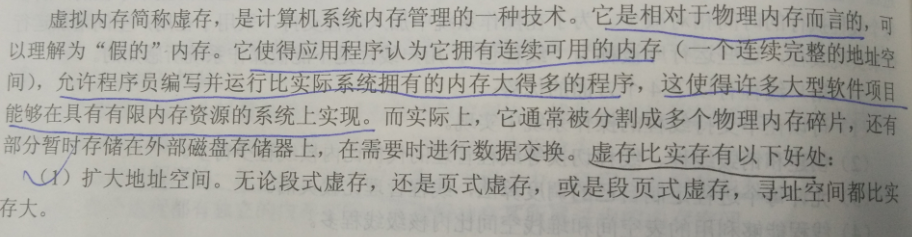 虚拟内存简称虚存，是计算机系统内存管理的一种技术。它是相对于物理内存而言的，可
以理解为“假的”内存。它使得应用程序认为它拥有连续可用的内存（一个连续完整的地址空
间），允许程序员编写并运行比实际系统拥有的内存大得多的程序，这使得许多大型软件项目
能够在具有有限内存资源的系统上实现。而实际上，它通常被分割成多个物理内存碎片，还有
部分暂时存储在外部磁盘存储器上，在需要时进行数据交换。虚存比实存有以下好处：
（1）扩大地址空间。无论段式虚存，还是页式虚存，或是段页式虚存，寻址空间都比实
存大。